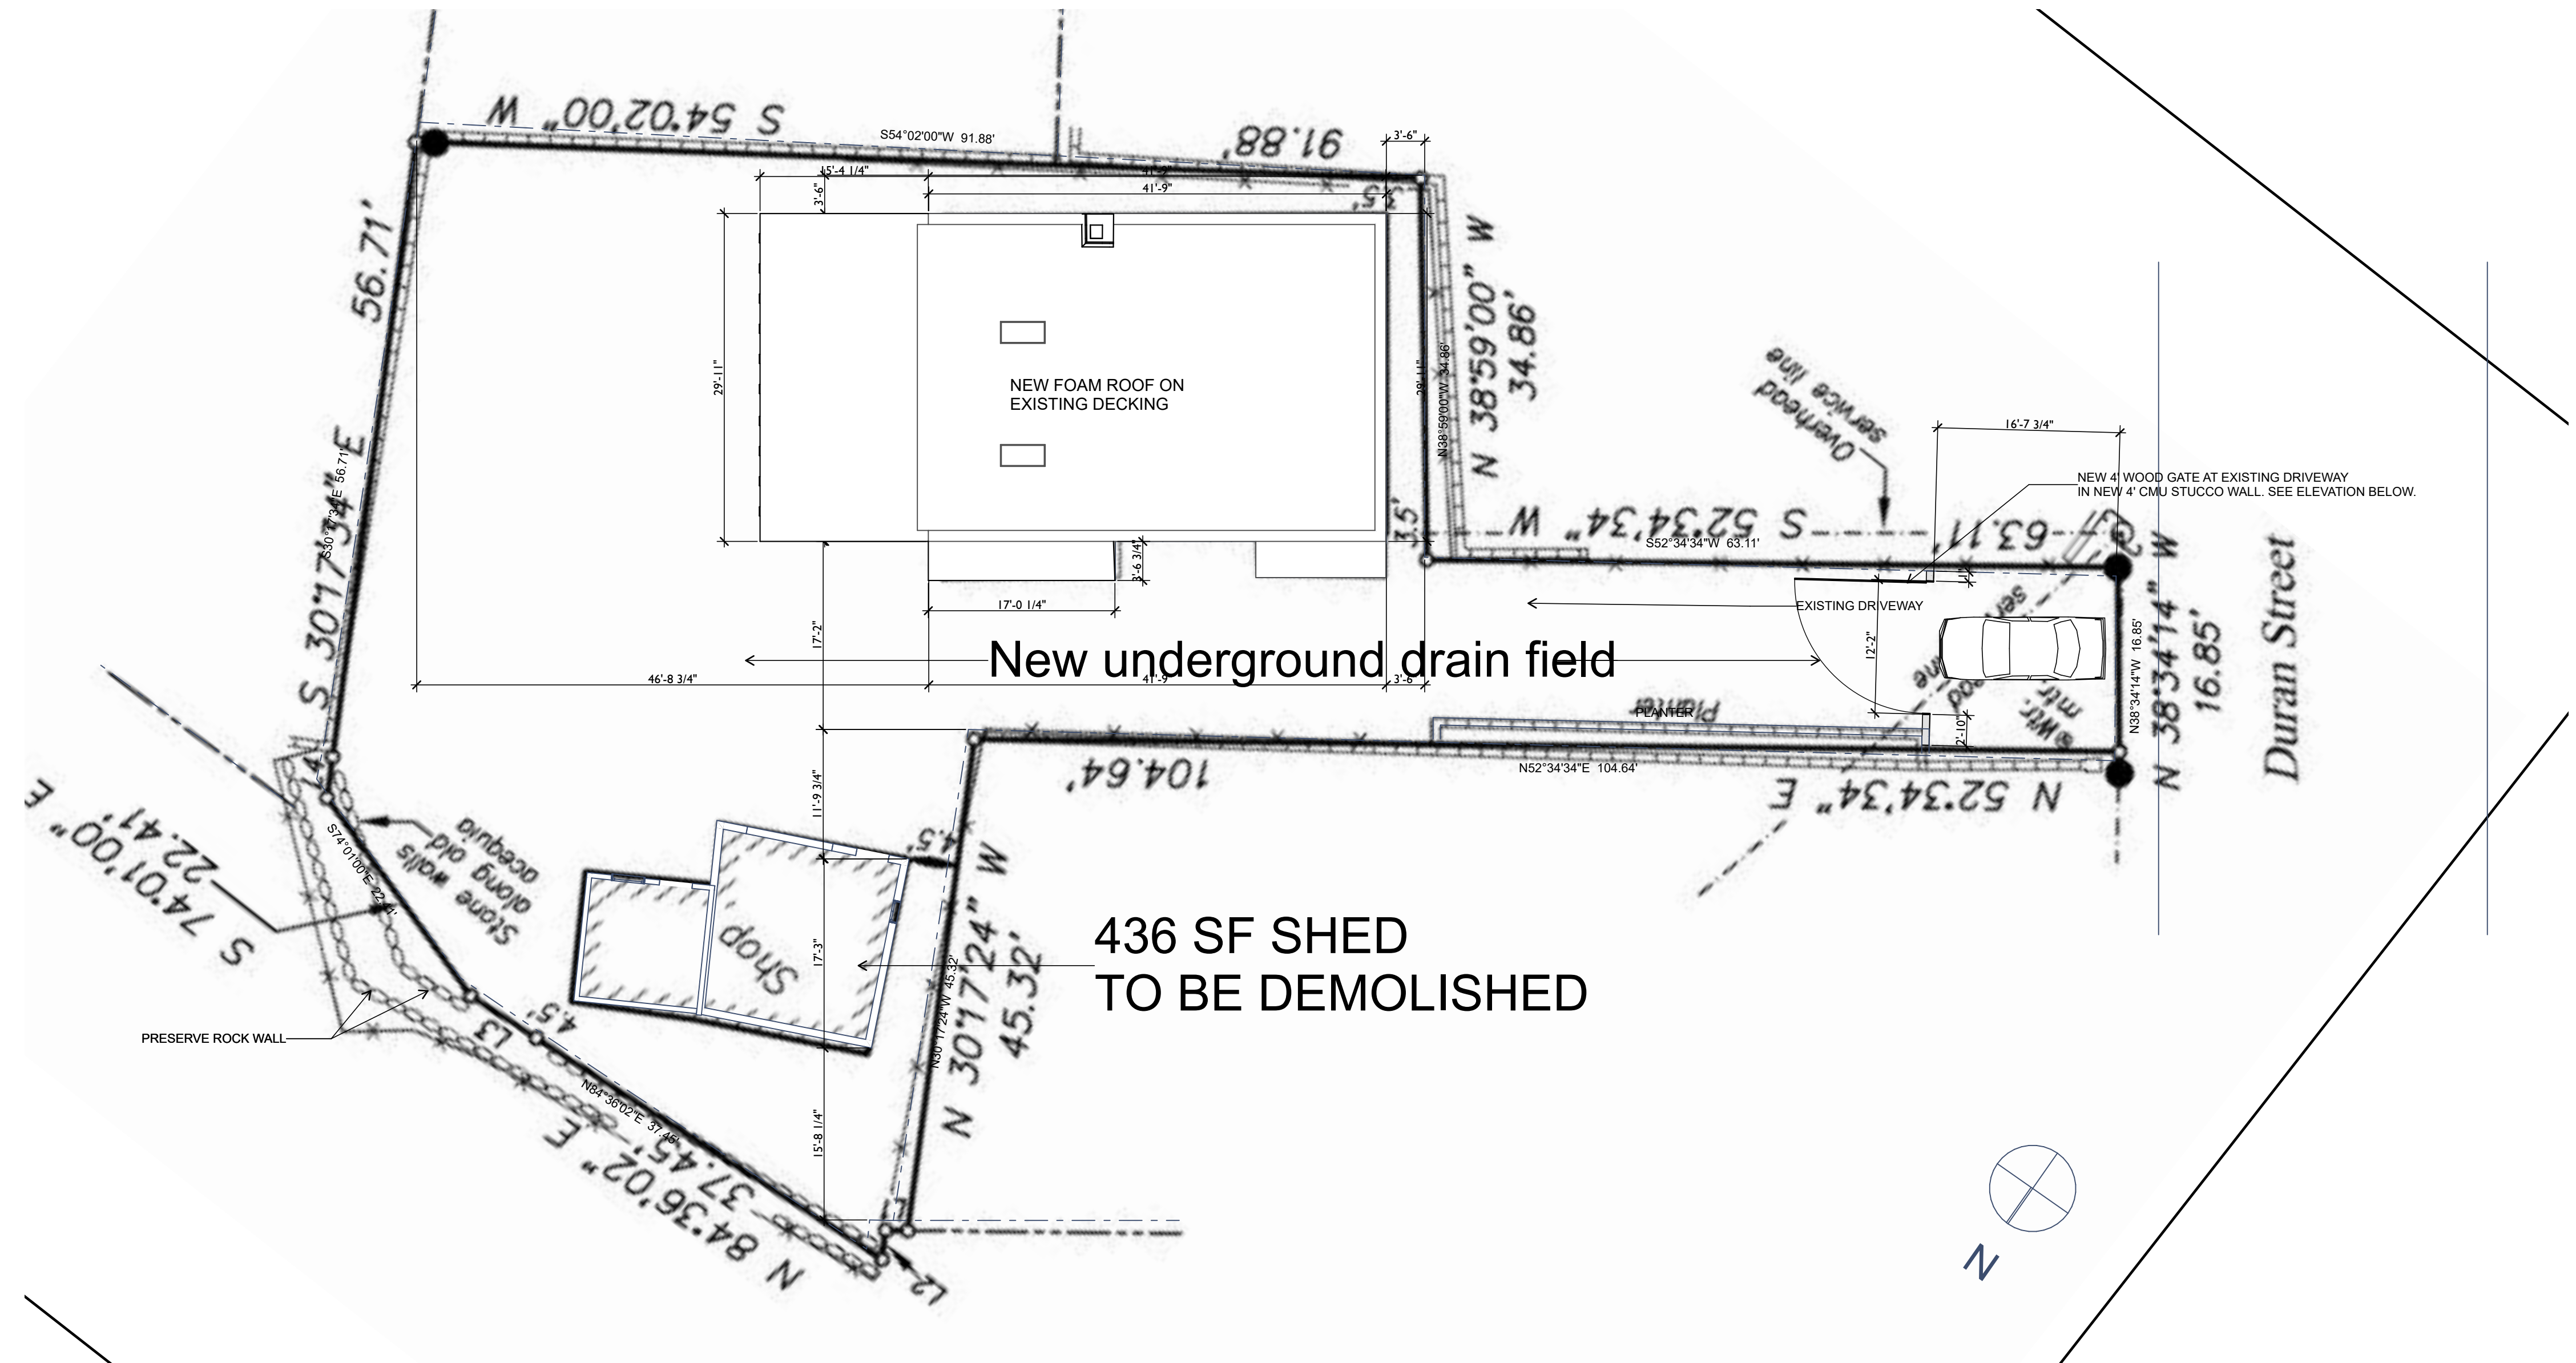 S 54°02'00" W
S54°02'00"W 91.88'
91.88'
3'-6"
15'-4 1/4"
41'-9"
41'-9"
3'-6"
3.5'
56.71'
S 30°17'34" E
29'-11"
NEW FOAM ROOF ON
EXISTING DECKING
29'-11"
N38°59'00"W 34.86'
N 38°59'00" W
34.86'
Overhead
service line
16'-7 3/4"
NEW 4' WOOD GATE AT EXISTING DRIVEWAY
IN NEW 4' CMU STUCCO WALL. SEE ELEVATION BELOW.
3.5'
S 52°34'34" W
S52°34'34"W 63.11'
63.11'
3'-6 3/4"
17'-0 1/4"
EXISTING DRIVEWAY
17'-2"
New underground drain field
12'-2"
46'-8 3/4"
41'-9"
3'-6"
Planter
PLANTER
2'-10"
Wtr.
mtr.
N38°34'14"W 16.85'
N 38°34'14" W
16.85'
Duran Street
L4
104.64'
N52°34'34"E 104.64'
N 52°34'34" E
S 74°01'00" E
22.41'
S74°01'00"E 22.41'
Stone walls
along old
acequia
11'-9 3/4"
4.5'
Shop
17'-3"
436 SF SHED
TO BE DEMOLISHED
N30°17'24"W 45.32'
N 30°17'24" W
45.32'
PRESERVE ROCK WALL
L3
4.5'
N84°36'02"E 37.45'
N 84°36'02" E
37.45'
15'-8 1/4"
L2
N